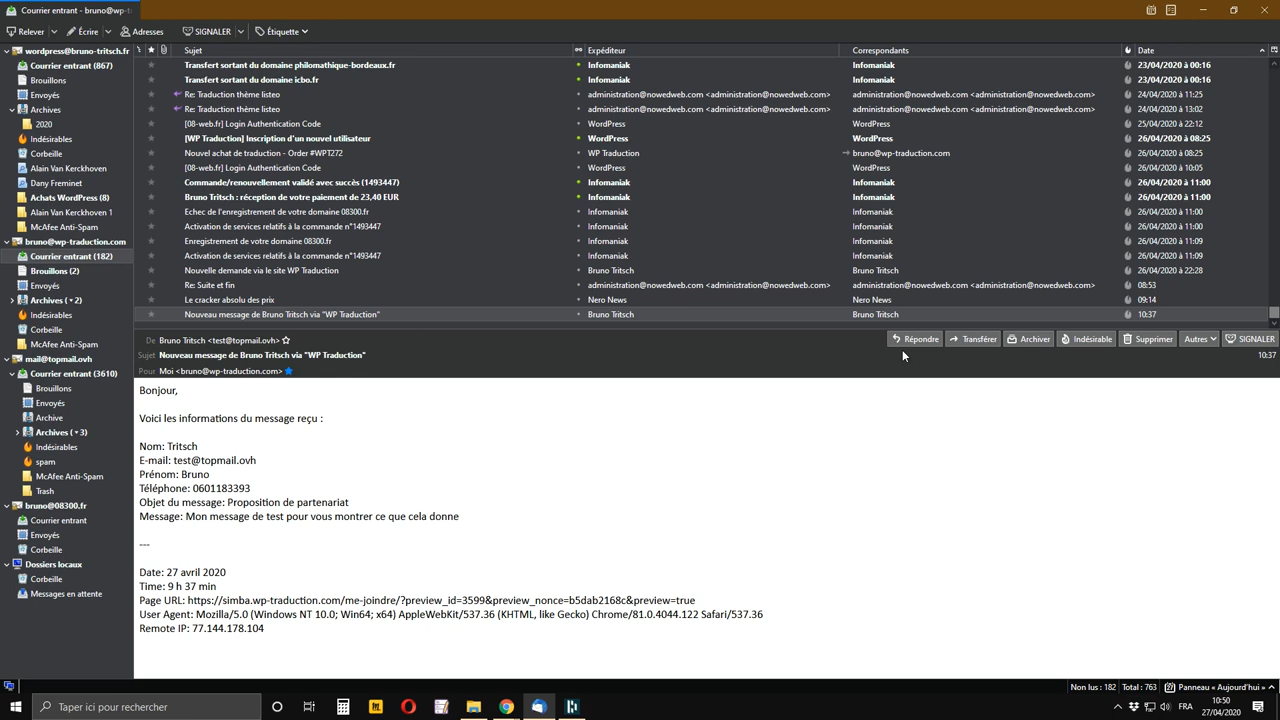 Courrier entrant - bruno@wp-t
Relever Écrire Adresses SIGNALER Étiquette
wordpress@bruno-tritsch.fr
Courrier entrant (867)
Brouillons
Envoyés
Archives
2020
Indésirables
Corbeille
Alain Van Kerckhoven
Dany Freminet
Achats WordPress (8)
Alain Van Kerckhoven 1
McAfee Anti-Spam
bruno@wp-traduction.com
Courrier entrant (182)
Brouillons (2)
Envoyés
Archives ( • 2)
Indésirables
Corbeille
McAfee Anti-Spam
mail@topmail.ovh
Courrier entrant (3610)
Brouillons
Envoyés
Archive
Archives ( • 3)
Indésirables
spam
McAfee Anti-Spam
Trash
bruno@08300.fr
Courrier entrant
Envoyés
Corbeille
Dossiers locaux
Corbeille
Messages en attente
Sujet Expéditeur Correspondants Date
Transfert sortant du domaine philomathique-bordeaux.fr Infomaniak Infomaniak 23/04/2020 à 00:16
Transfert sortant du domaine icbo.fr Infomaniak Infomaniak 23/04/2020 à 00:16
Re: Traduction thème listeo administration@nowedweb.com <administration@nowedweb.com> administration@nowedweb.com <administration@nowedweb.com> 24/04/2020 à 11:25
Re: Traduction thème listeo administration@nowedweb.com <administration@nowedweb.com> administration@nowedweb.com <administration@nowedweb.com> 24/04/2020 à 13:02
[08-web.fr] Login Authentication Code WordPress WordPress 25/04/2020 à 22:12
[WP Traduction] Inscription d'un nouvel utilisateur WordPress WordPress 26/04/2020 à 08:25
Nouvel achat de traduction - Order #WPT272 WP Traduction bruno@wp-traduction.com 26/04/2020 à 08:25
[08-web.fr] Login Authentication Code WordPress WordPress 26/04/2020 à 10:05
Commande/renouvellement validé avec succès (1493447) Infomaniak Infomaniak 26/04/2020 à 11:00
Bruno Tritsch : réception de votre paiement de 23,40 EUR Infomaniak Infomaniak 26/04/2020 à 11:00
Echec de l'enregistrement de votre domaine 08300.fr Infomaniak Infomaniak 26/04/2020 à 11:00
Activation de services relatifs à la commande n°1493447 Infomaniak Infomaniak 26/04/2020 à 11:00
Enregistrement de votre domaine 08300.fr Infomaniak Infomaniak 26/04/2020 à 11:09
Activation de services relatifs à la commande n°1493447 Infomaniak Infomaniak 26/04/2020 à 11:09
Nouvelle demande via le site WP Traduction Bruno Tritsch Bruno Tritsch 26/04/2020 à 22:28
Re: Suite et fin administration@nowedweb.com <administration@nowedweb.com> administration@nowedweb.com <administration@nowedweb.com> 08:53
Le cracker absolu des prix Nero News Nero News 09:14
Nouveau message de Bruno Tritsch via "WP Traduction" Bruno Tritsch Bruno Tritsch 10:37
De Bruno Tritsch <test@topmail.ovh> Répondre Transférer Archiver Indésirable Supprimer Autres SIGNALER
Sujet Nouveau message de Bruno Tritsch via "WP Traduction" 10:37
Pour Moi <bruno@wp-traduction.com>
Bonjour,
Voici les informations du message reçu :
Nom: Tritsch
E-mail: test@topmail.ovh
Prénom: Bruno
Téléphone: 0601183393
Objet du message: Proposition de partenariat
Message: Mon message de test pour vous montrer ce que cela donne
---
Date: 27 avril 2020
Time: 9 h 37 min
Page URL: https://simba.wp-traduction.com/me-joindre/?preview_id=3599&preview_nonce=b5dab2168c&preview=true
User Agent: Mozilla/5.0 (Windows NT 10.0; Win64; x64) AppleWebKit/537.36 (KHTML, like Gecko) Chrome/81.0.4044.122 Safari/537.36
Remote IP: 77.144.178.104
Non lus : 182 Total : 763 Panneau « Aujourd'hui »
Taper ici pour rechercher
FRA
10:50
27/04/2020